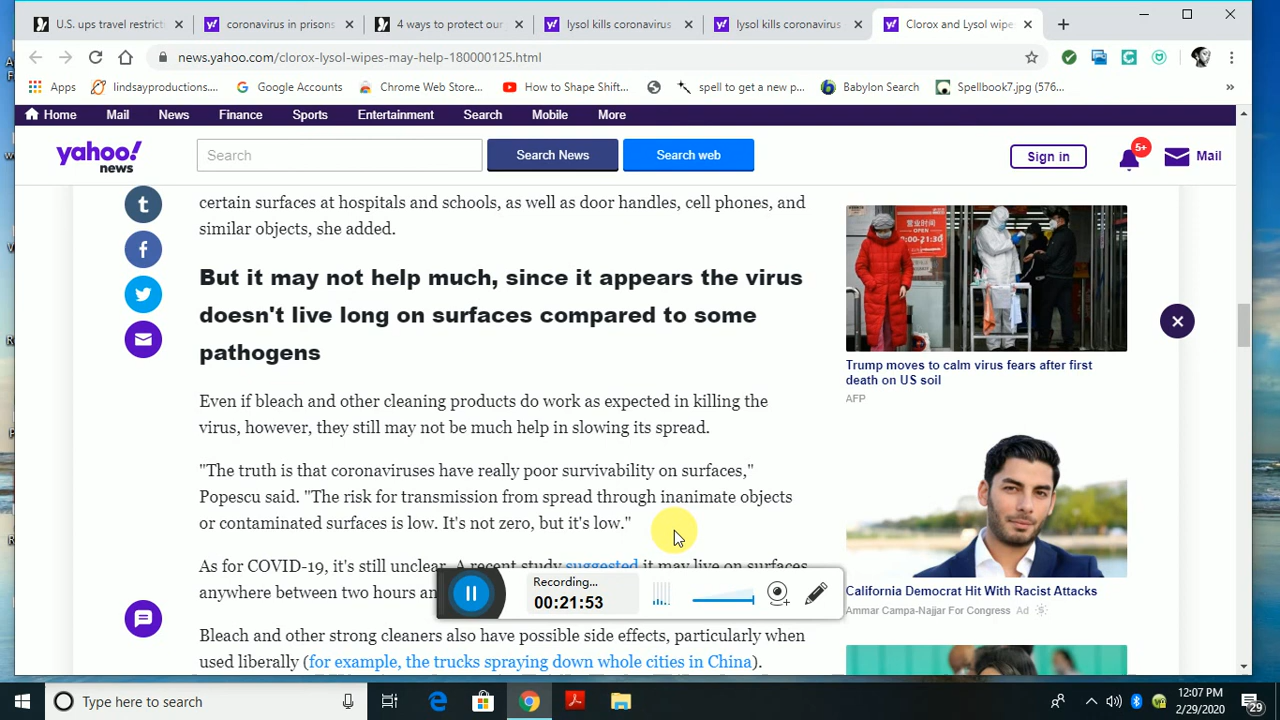 U.S. ups travel restrict
coronavirus in prisons
4 ways to protect our
lysol kills coronavirus
lysol kills coronavirus
Clorox and Lysol wipe
news.yahoo.com/clorox-lysol-wipes-may-help-180000125.html
Apps
lindsayproductions....
Google Accounts
Chrome Web Store...
How to Shape Shift...
spell to get a new p...
Babylon Search
Spellbook7.jpg (576...
»
Home Mail News Finance Sports Entertainment Search Mobile More
yahoo!
news
Search
Search News
Search web
Sign in
5+
Mail
certain surfaces at hospitals and schools, as well as door handles, cell phones, and
similar objects, she added.
But it may not help much, since it appears the virus
doesn't live long on surfaces compared to some
pathogens
Even if bleach and other cleaning products do work as expected in killing the
virus, however, they still may not be much help in slowing its spread.
"The truth is that coronaviruses have really poor survivability on surfaces,"
Popescu said. "The risk for transmission from spread through inanimate objects
or contaminated surfaces is low. It's not zero, but it's low."
As for COVID-19, it's still unclear. A recent study suggested it may live on surfaces
anywhere between two hours an
Bleach and other strong cleaners also have possible side effects, particularly when
used liberally (for example, the trucks spraying down whole cities in China).
Recording...
00:21:53
营业时间
OPEN
9:00-21:30
Trump moves to calm virus fears after first
death on US soil
AFP
California Democrat Hit With Racist Attacks
Ammar Campa-Najjar For Congress Ad
Type here to search
12:07 PM
2/29/2020
29